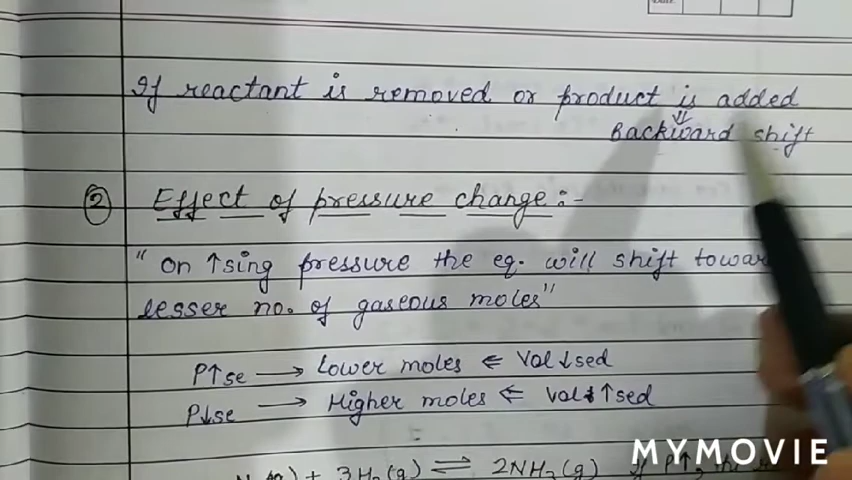 If reactant is removed or product is added
⇓
Backward shift
② Effect of pressure change :-
"On ↑sing pressure the eq. will shift
lesser no. of gaseous moles"
P↑se → Lower moles ⇐ Vol↓sed
P↓se → Higher moles ⇐ Vol ↑sed
+ 3H₂(g) ⇌ 2NH₃(g) If P↑,
MYMOVIE